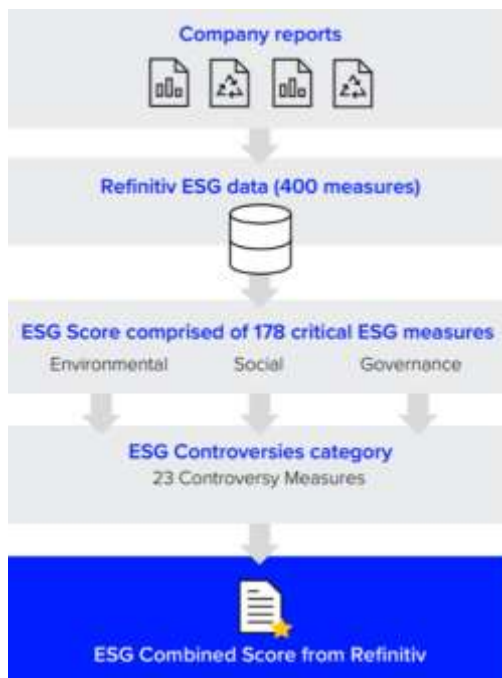 Company reports
Refinitiv ESG data (400 measures)
ESG Score comprised of 178 critical ESG measures
Environmental Social Governance
ESG Controversies category
23 Controversy Measures
ESG Combined Score from Refinitiv